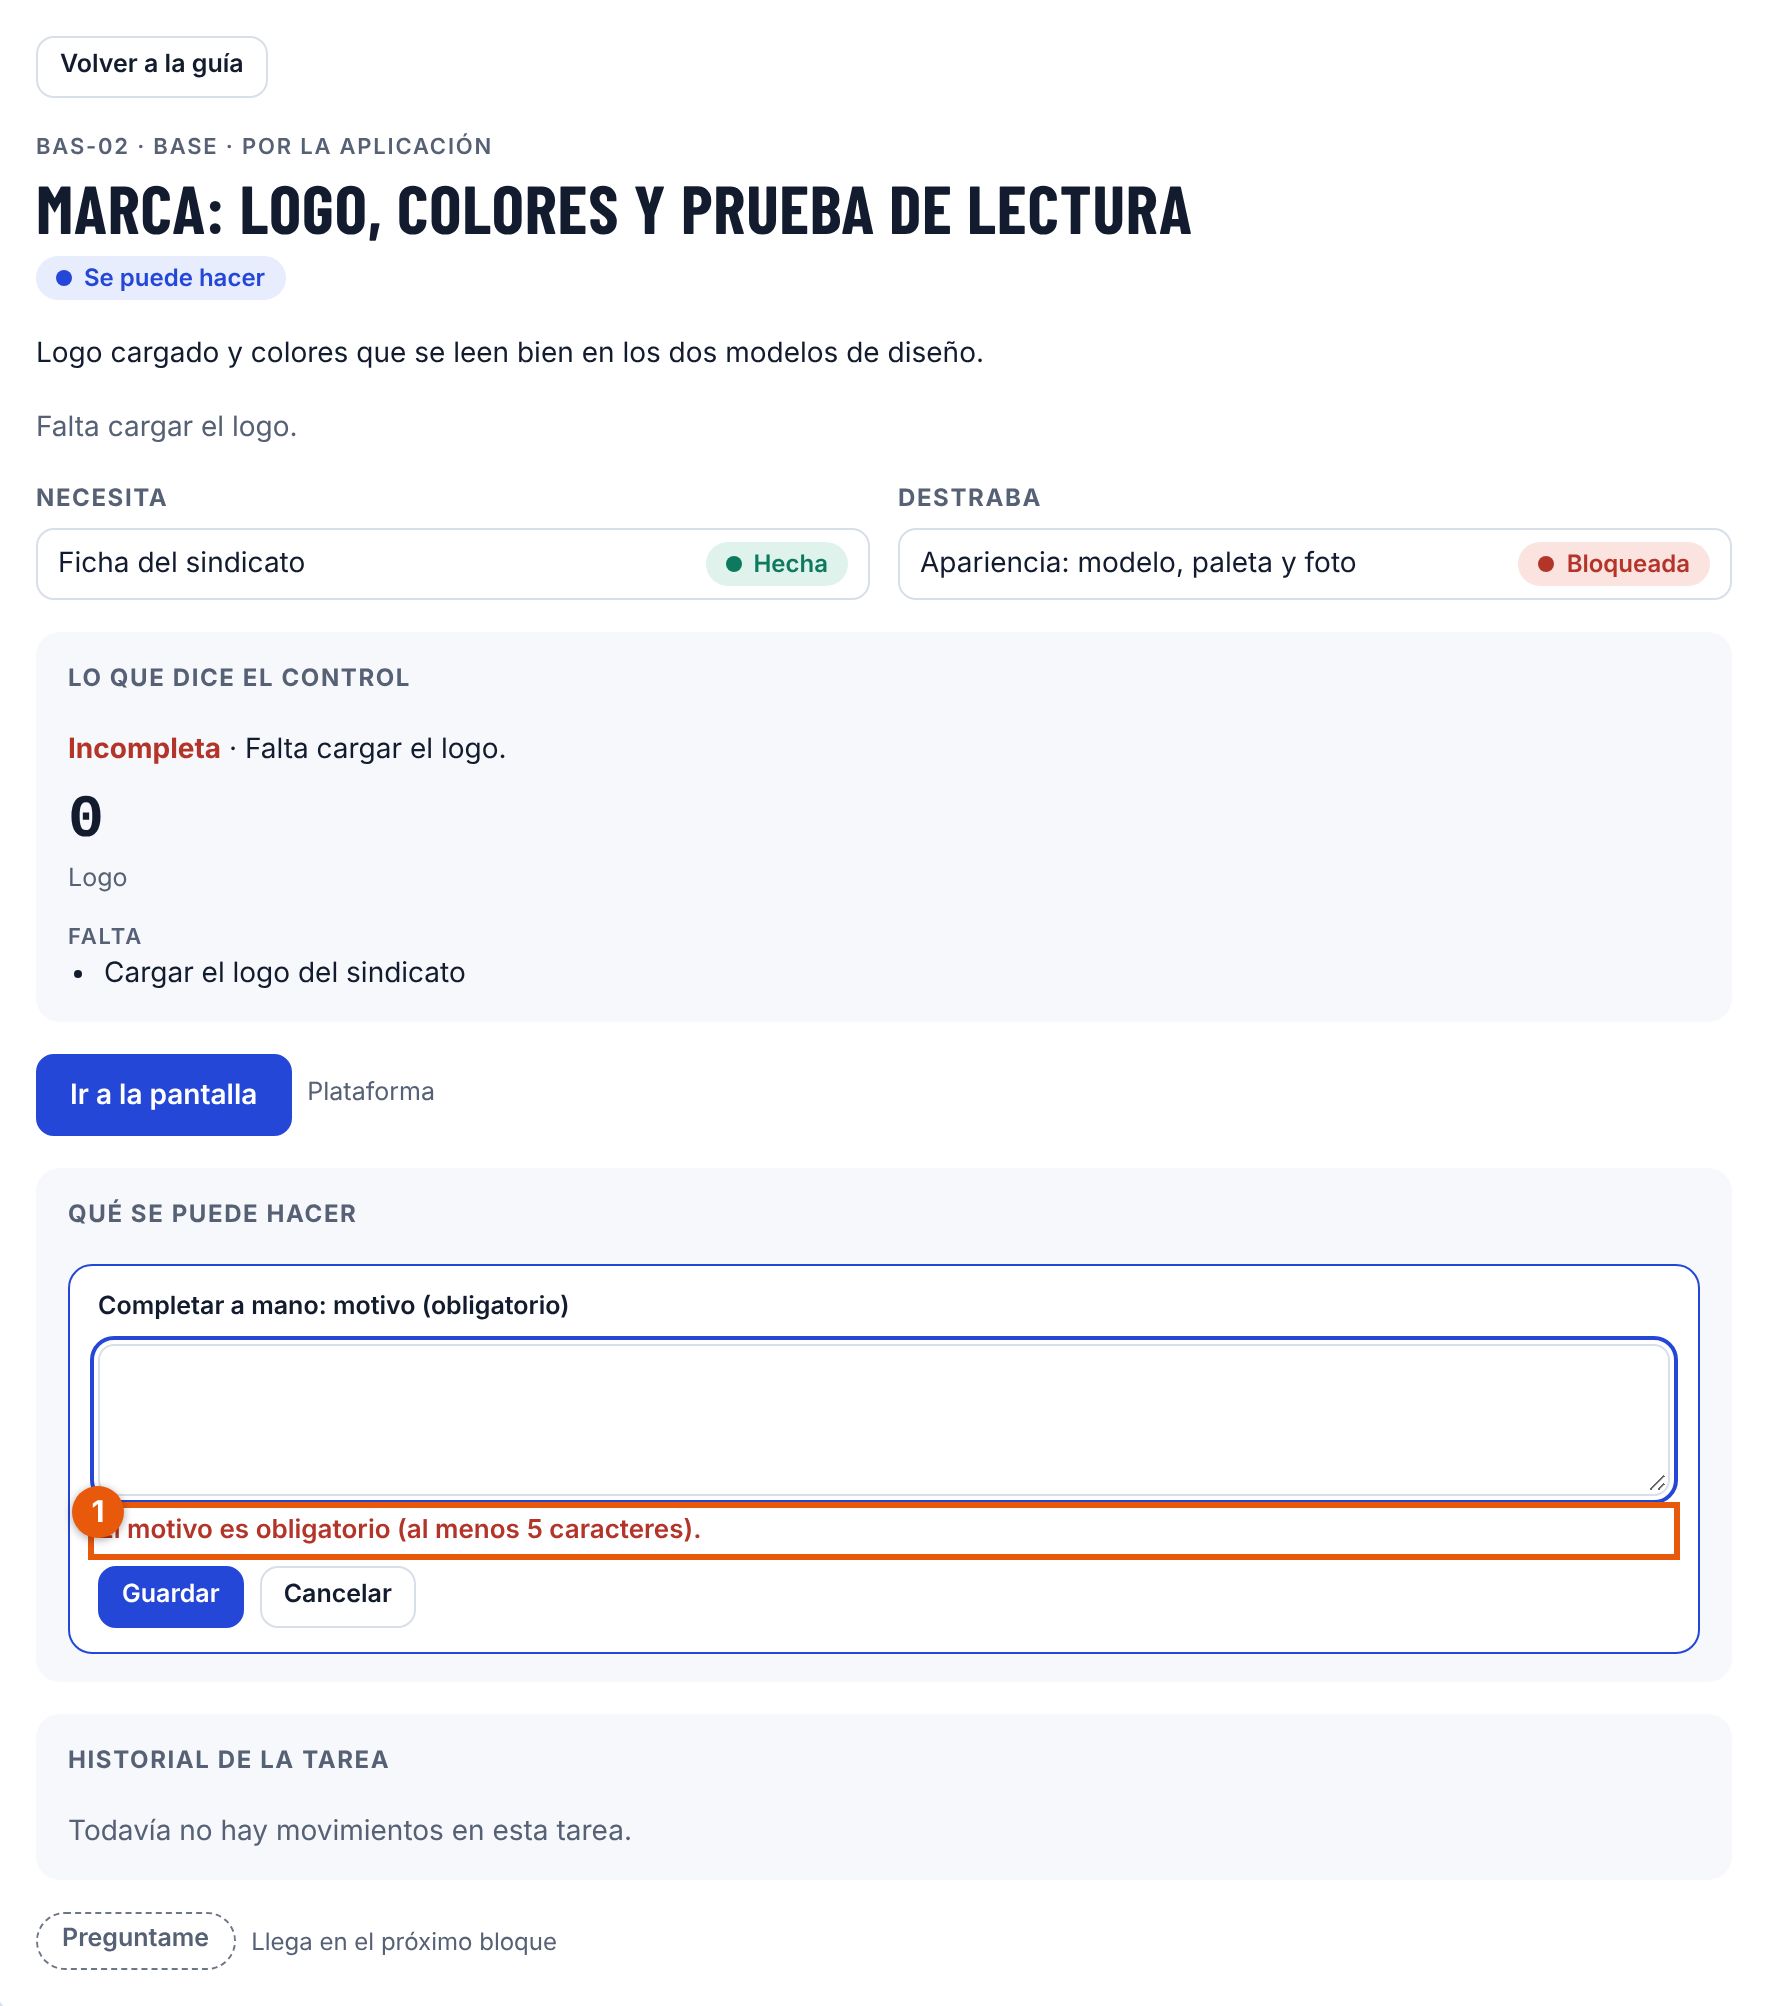 Volver a la guía
BAS-02 · BASE · POR LA APLICACIÓN
MARCA: LOGO, COLORES Y PRUEBA DE LECTURA
Se puede hacer
Logo cargado y colores que se leen bien en los dos modelos de diseño.
Falta cargar el logo.
NECESITA
Ficha del sindicato
Hecha
DESTRABA
Apariencia: modelo, paleta y foto
Bloqueada
LO QUE DICE EL CONTROL
Incompleta · Falta cargar el logo.
0
Logo
FALTA
• Cargar el logo del sindicato
Ir a la pantalla
Plataforma
QUÉ SE PUEDE HACER
Completar a mano: motivo (obligatorio)
1
motivo es obligatorio (al menos 5 caracteres).
Guardar
Cancelar
HISTORIAL DE LA TAREA
Todavía no hay movimientos en esta tarea.
Preguntame
Llega en el próximo bloque